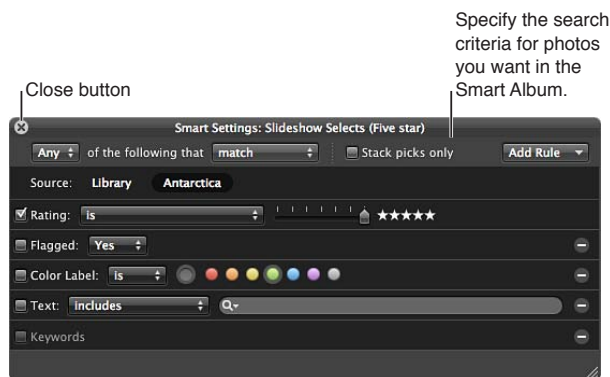 Specify the search
criteria for photos
you want in the
Smart Album.
Close button
Smart Settings: Slideshow Selects (Five star)
Any of the following that match Stack picks only Add Rule
Source: Library Antarctica
Rating: is ★★★★★
Flagged: Yes
Color Label: is
Text: includes
Keywords